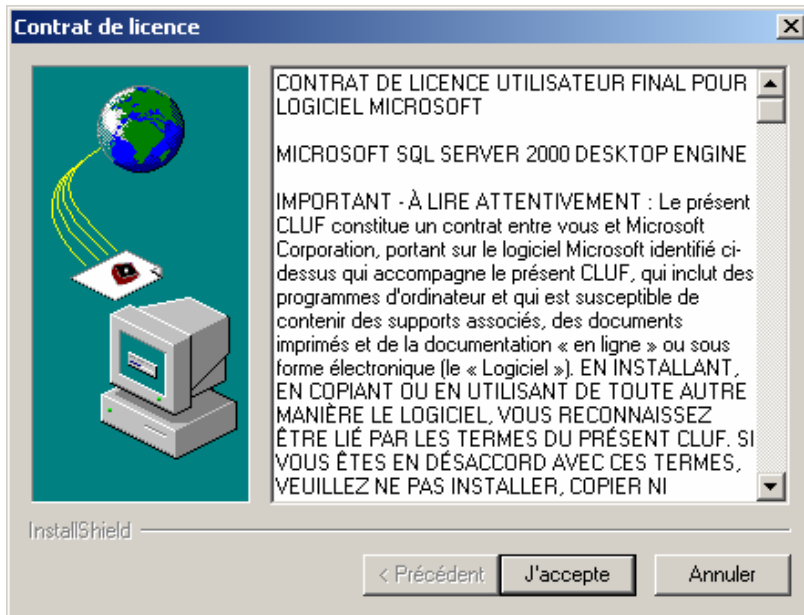 Contrat de licence
CONTRAT DE LICENCE UTILISATEUR FINAL POUR
LOGICIEL MICROSOFT
MICROSOFT SQL SERVER 2000 DESKTOP ENGINE
IMPORTANT - À LIRE ATTENTIVEMENT : Le présent
CLUF constitue un contrat entre vous et Microsoft
Corporation, portant sur le logiciel Microsoft identifié ci-
dessus qui accompagne le présent CLUF, qui inclut des
programmes d'ordinateur et qui est susceptible de
contenir des supports associés, des documents
imprimés et de la documentation « en ligne » ou sous
forme électronique (le « Logiciel »). EN INSTALLANT,
EN COPIANT OU EN UTILISANT DE TOUTE AUTRE
MANIÈRE LE LOGICIEL, VOUS RECONNAISSEZ
ÊTRE LIÉ PAR LES TERMES DU PRÉSENT CLUF. SI
VOUS ÊTES EN DÉSACCORD AVEC CES TERMES,
VEUILLEZ NE PAS INSTALLER, COPIER NI
InstallShield
< Précédent
J'accepte
Annuler